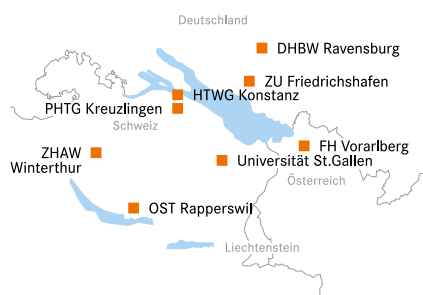 Deutschland
DHBW Ravensburg
ZU Friedrichshafen
HTWG Konstanz
PHTG Kreuzlingen
Schweiz
FH Vorarlberg
ZHAW
Winterthur
Universität St.Gallen
Österreich
OST Rapperswil
Liechtenstein